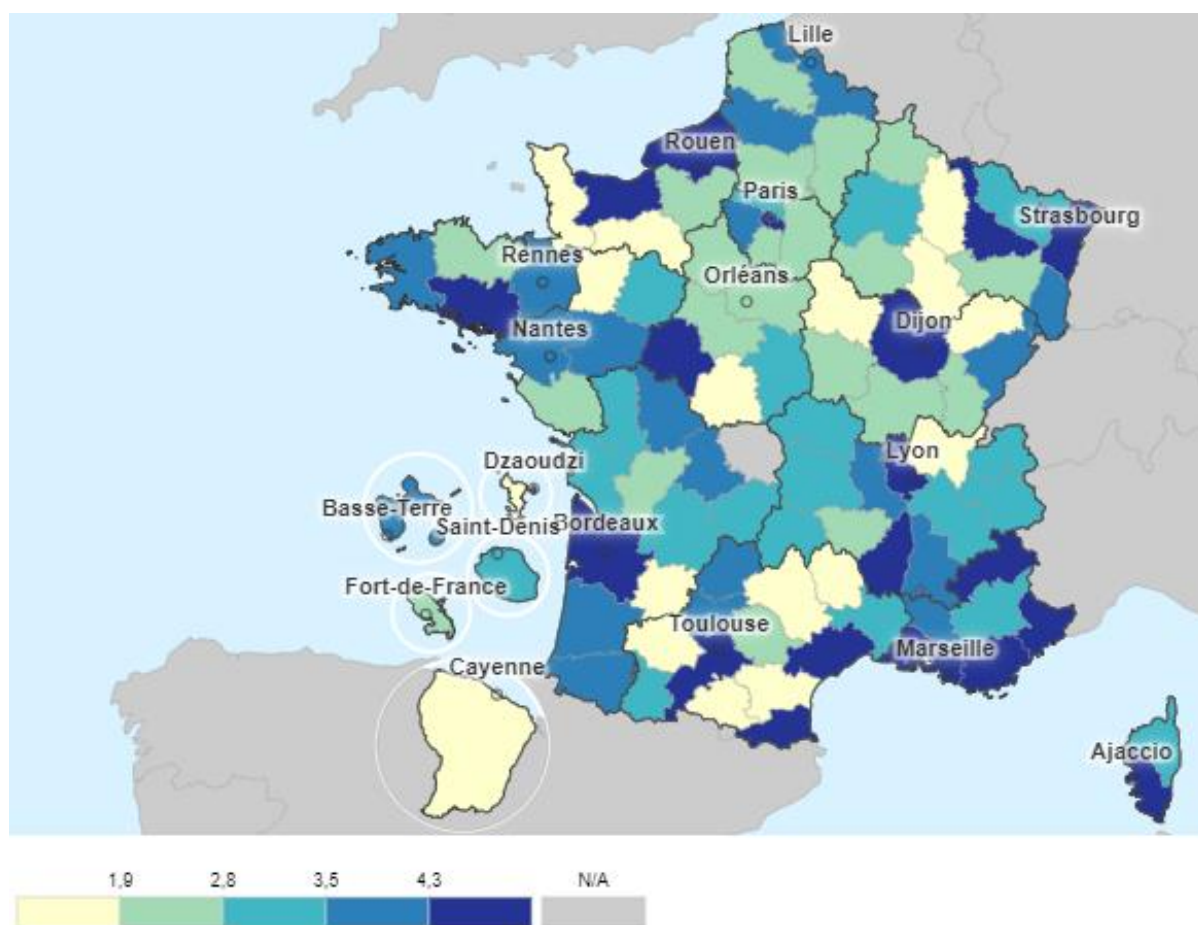 Lille
Rouen
Paris
Strasbourg
Rennes
Orléans
Nantes
Dijon
Lyon
Dzaoudzi
Basse-Terre
Saint-Denis
Bordeaux
Fort-de-France
Toulouse
Marseille
Cayenne
Ajaccio
1,9 2,8 3,5 4,3 N/A